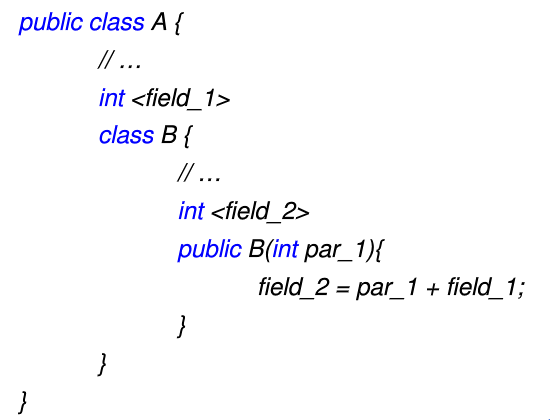 public class A {
// …
int <field_1>
class B {
// …
int <field_2>
public B(int par_1){
field_2 = par_1 + field_1;
}
}
}